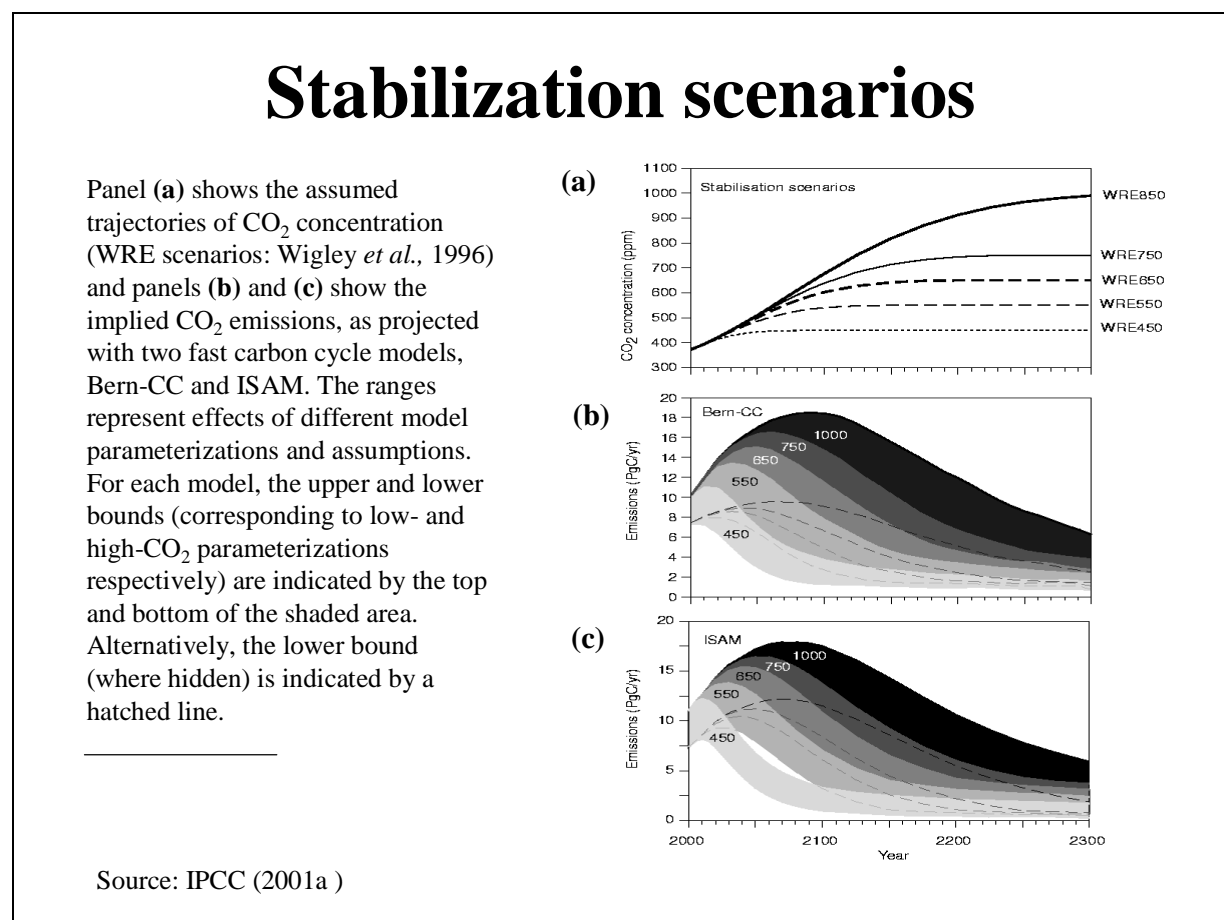 Stabilization scenarios
Panel (a) shows the assumed
trajectories of CO₂ concentration
(WRE scenarios: Wigley et al., 1996)
and panels (b) and (c) show the
implied CO₂ emissions, as projected
with two fast carbon cycle models,
Bern-CC and ISAM. The ranges
represent effects of different model
parameterizations and assumptions.
For each model, the upper and lower
bounds (corresponding to low- and
high-CO₂ parameterizations
respectively) are indicated by the top
and bottom of the shaded area.
Alternatively, the lower bound
(where hidden) is indicated by a
hatched line.
Source: IPCC (2001a )
(a)
Stabilisation scenarios
CO₂ concentration (ppm)
1100
1000
900
800
700
600
500
400
300
WRE850
WRE750
WRE650
WRE550
WRE450
(b)
Bern-CC
Emissions (PgC/yr)
20
18
16
14
12
10
8
6
4
2
0
1000
750
650
550
450
(c)
ISAM
Emissions (PgC/yr)
20
15
10
5
0
1000
750
650
550
450
2000
2100
2200
2300
Year